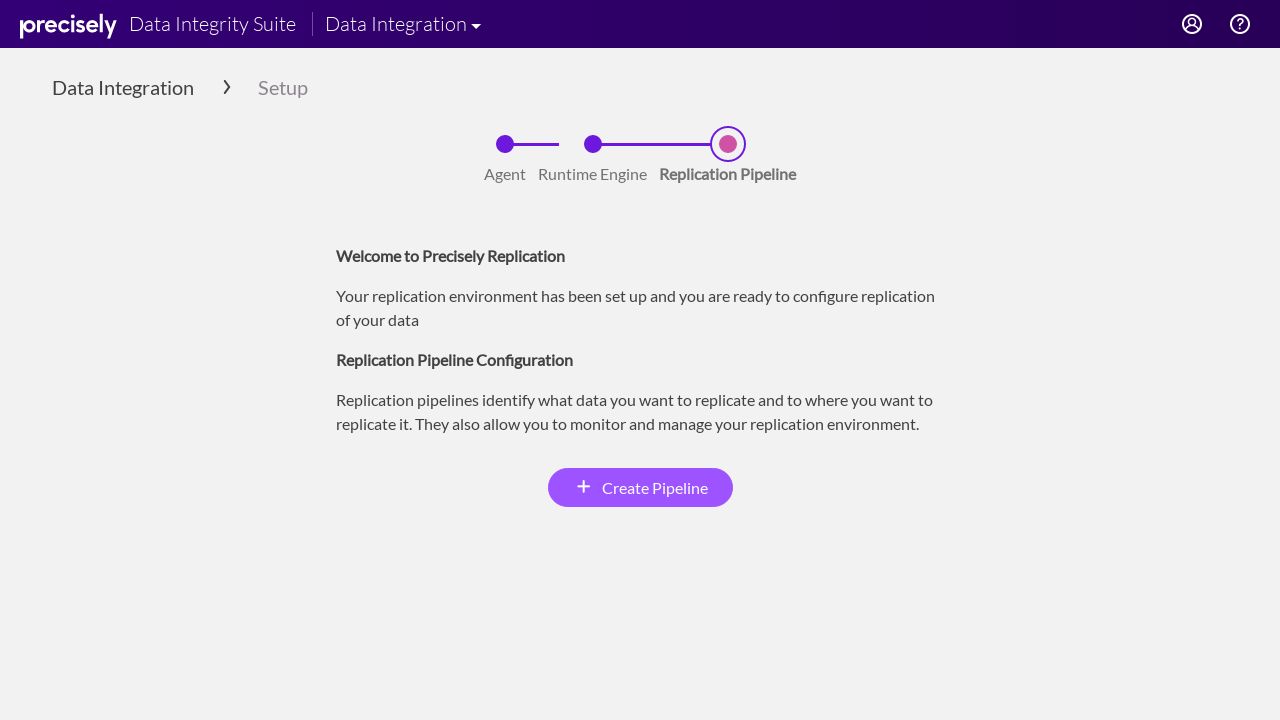 precisely Data Integrity Suite Data Integration
Data Integration Setup
Agent Runtime Engine Replication Pipeline
Welcome to Precisely Replication
Your replication environment has been set up and you are ready to configure replication
of your data
Replication Pipeline Configuration
Replication pipelines identify what data you want to replicate and to where you want to
replicate it. They also allow you to monitor and manage your replication environment.
+ Create Pipeline